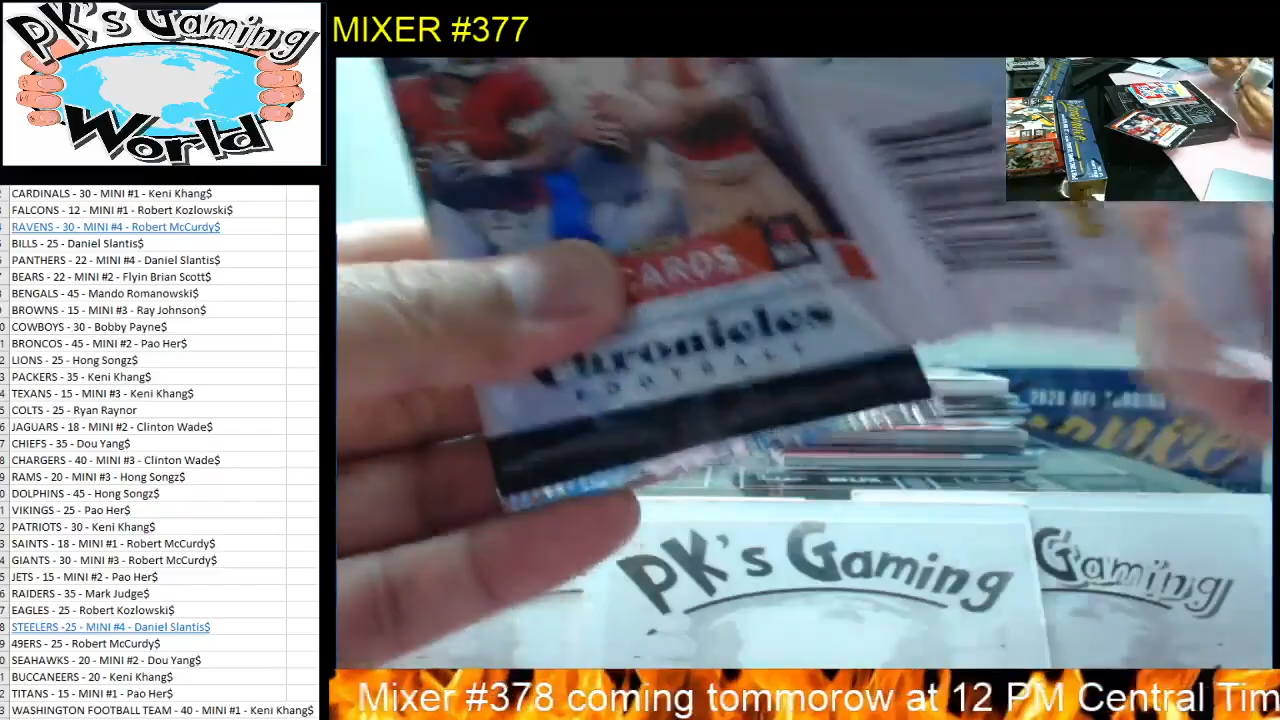 PK's Gaming
World
MIXER #377
CARDINALS - 30 - MINI #1 - Keni Khang$
FALCONS - 12 - MINI #1 - Robert Kozlowski$
RAVENS - 30 - MINI #4 - Robert McCurdy$
BILLS - 25 - Daniel Slantis$
PANTHERS - 22 - MINI #4 - Daniel Slantis$
BEARS - 22 - MINI #2 - Flyin Brian Scott$
BENGALS - 45 - Mando Romanowski$
BROWNS - 15 - MINI #3 - Ray Johnson$
COWBOYS - 30 - Bobby Payne$
BRONCOS - 45 - MINI #2 - Pao Her$
LIONS - 25 - Hong Songz$
PACKERS - 35 - Keni Khang$
TEXANS - 15 - MINI #3 - Keni Khang$
COLTS - 25 - Ryan Raynor
JAGUARS - 18 - MINI #2 - Clinton Wade$
CHIEFS - 35 - Dou Yang$
CHARGERS - 40 - MINI #3 - Clinton Wade$
RAMS - 20 - MINI #3 - Hong Songz$
DOLPHINS - 45 - Hong Songz$
VIKINGS - 25 - Pao Her$
PATRIOTS - 30 - Keni Khang$
SAINTS - 18 - MINI #1 - Robert McCurdy$
GIANTS - 30 - MINI #3 - Robert McCurdy$
JETS - 15 - MINI #2 - Pao Her$
RAIDERS - 35 - Mark Judge$
EAGLES - 25 - Robert Kozlowski$
STEELERS -25 - MINI #4 - Daniel Slantis$
49ERS - 25 - Robert McCurdy$
SEAHAWKS - 20 - MINI #2 - Dou Yang$
BUCCANEERS - 20 - Keni Khang$
TITANS - 15 - MINI #1 - Pao Her$
WASHINGTON FOOTBALL TEAM - 40 - MINI #1 - Keni Khang$
CARDS
Chronicles
FOOTBALL
2020 NFL
PK's Gaming
Gaming
Mixer #378 coming tommorow at 12 PM Central Tim